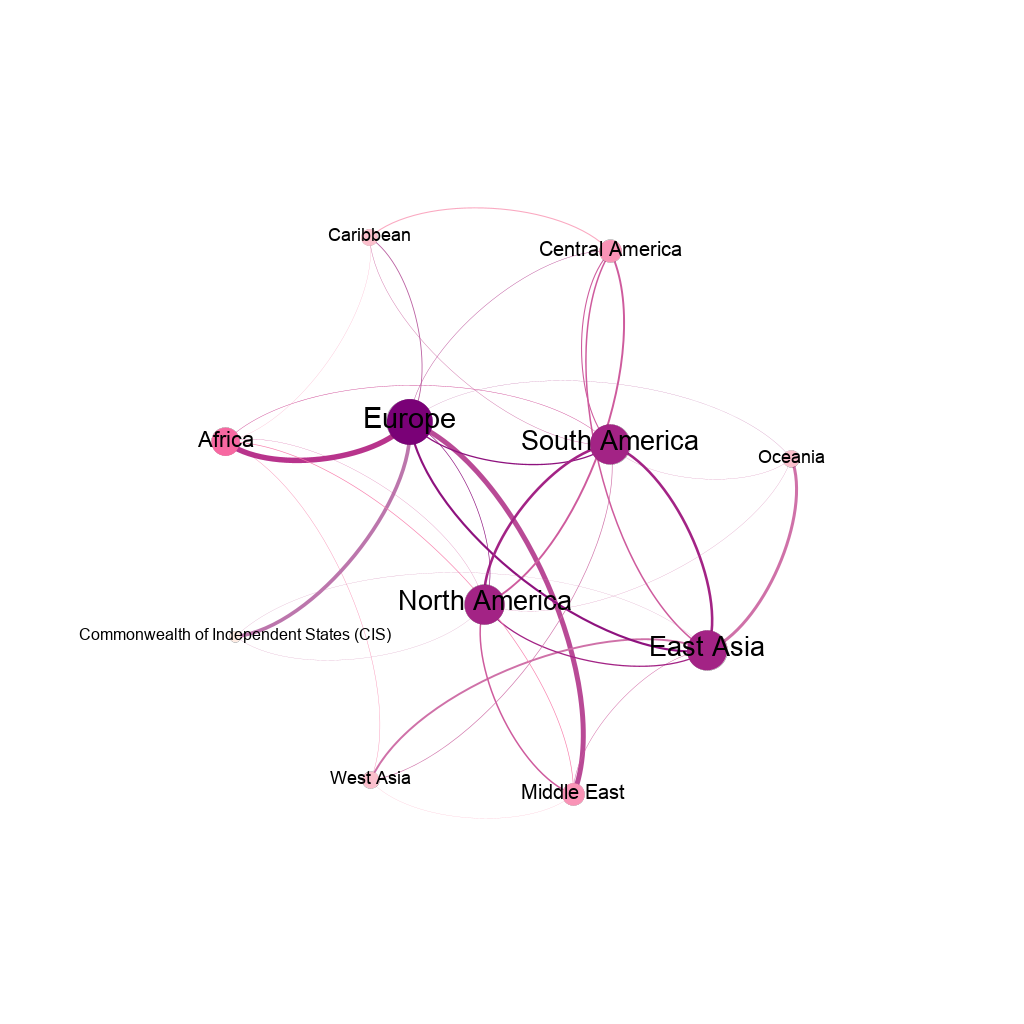 Caribbean
Central America
Europe
Africa
South America
Oceania
North America
Commonwealth of Independent States (CIS)
East Asia
West Asia
Middle East